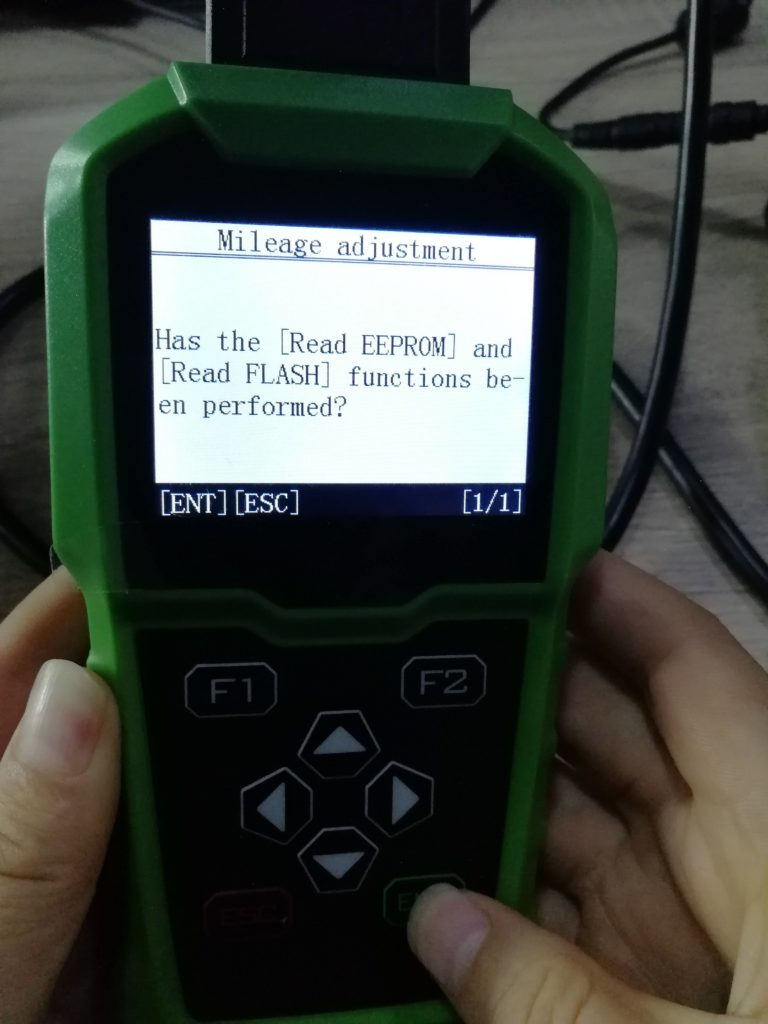 Mileage adjustment
Has the [Read EEPROM] and
[Read FLASH] functions be-
en performed?
[ENT][ESC] [1/1]
F1 F2
ESC